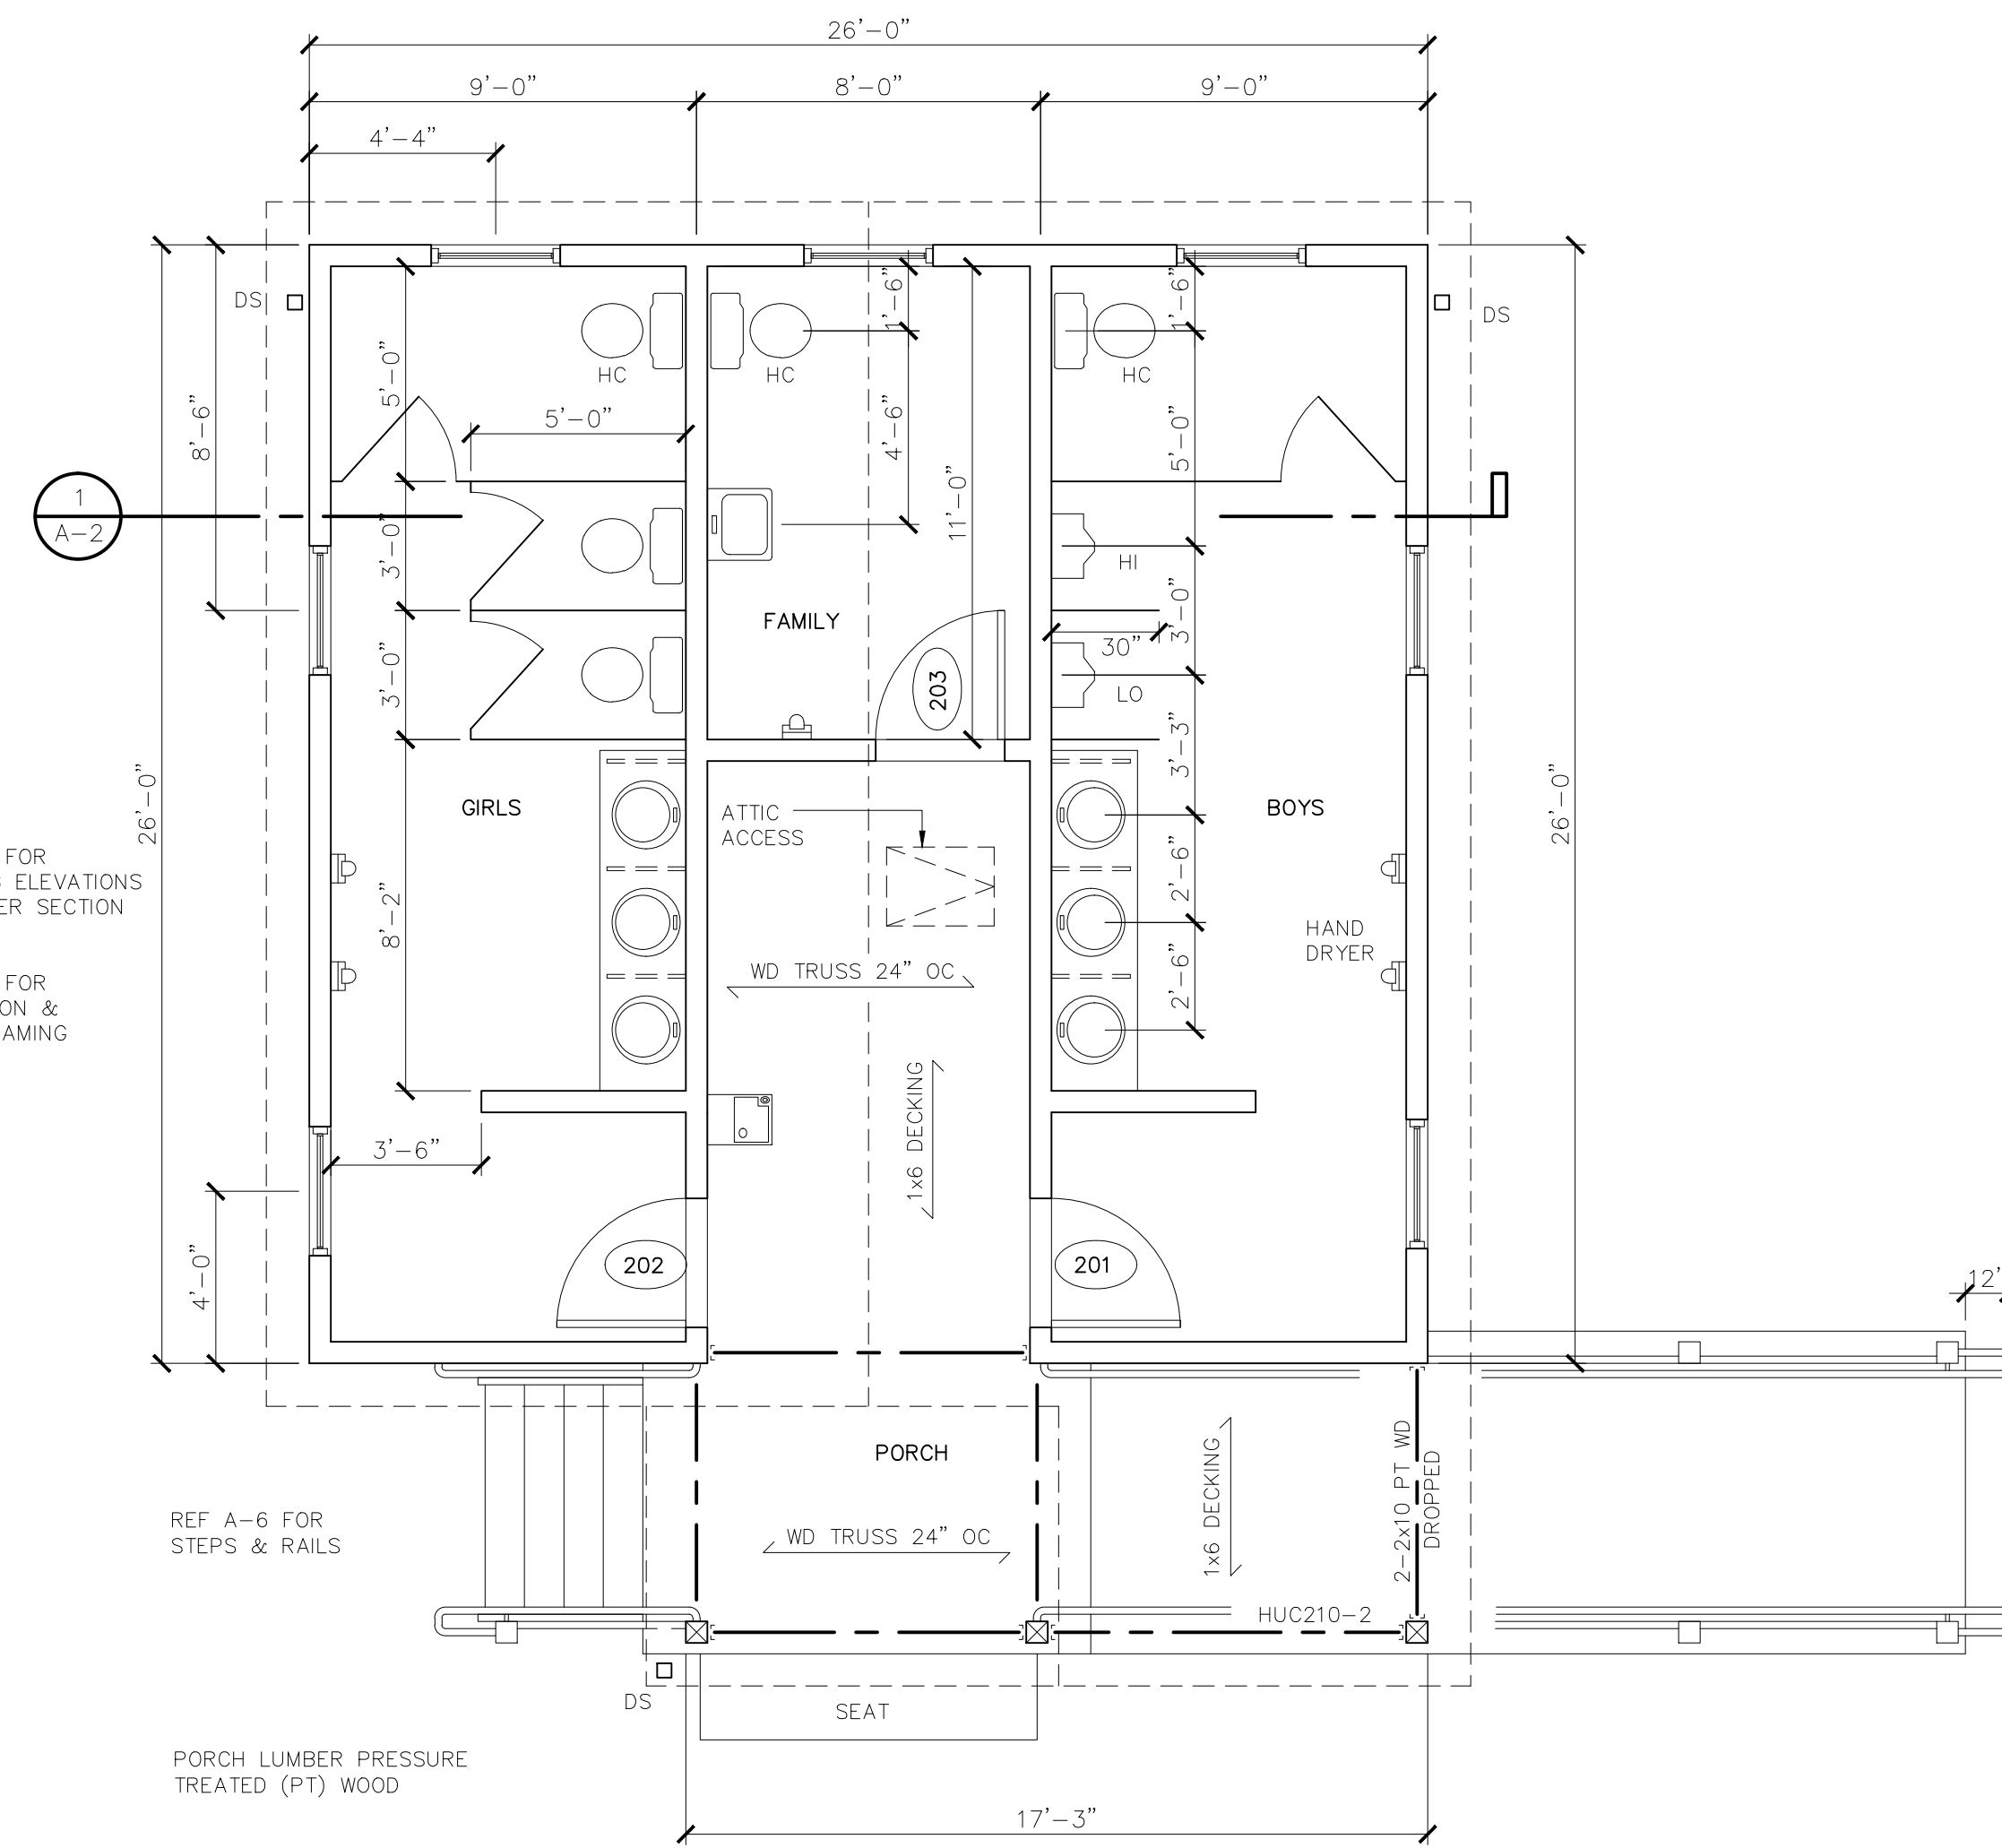 26'-0"
9'-0"
8'-0"
9'-0"
4'-4"
DS
DS
1'-6"
1'-6"
HC
HC
HC
5'-0"
8'-6"
5'-0"
4'-6"
5'-0"
11'-0"
1
A-2
3'-0"
HI
FAMILY
3'-0"
30"
203
LO
3'-0"
3'-3"
26'-0"
GIRLS
ATTIC
ACCESS
BOYS
26'-0"
FOR
ELEVATIONS
ER SECTION
8'-2"
2'-6"
HAND
DRYER
WD TRUSS 24" OC
2'-6"
FOR
ON &
AMING
1x6 DECKING
3'-6"
4'-0"
202
201
12'
PORCH
1x6 DECKING
2-2x10 PT WD
DROPPED
REF A-6 FOR
STEPS & RAILS
WD TRUSS 24" OC
HUC210-2
DS
SEAT
PORCH LUMBER PRESSURE
TREATED (PT) WOOD
17'-3"